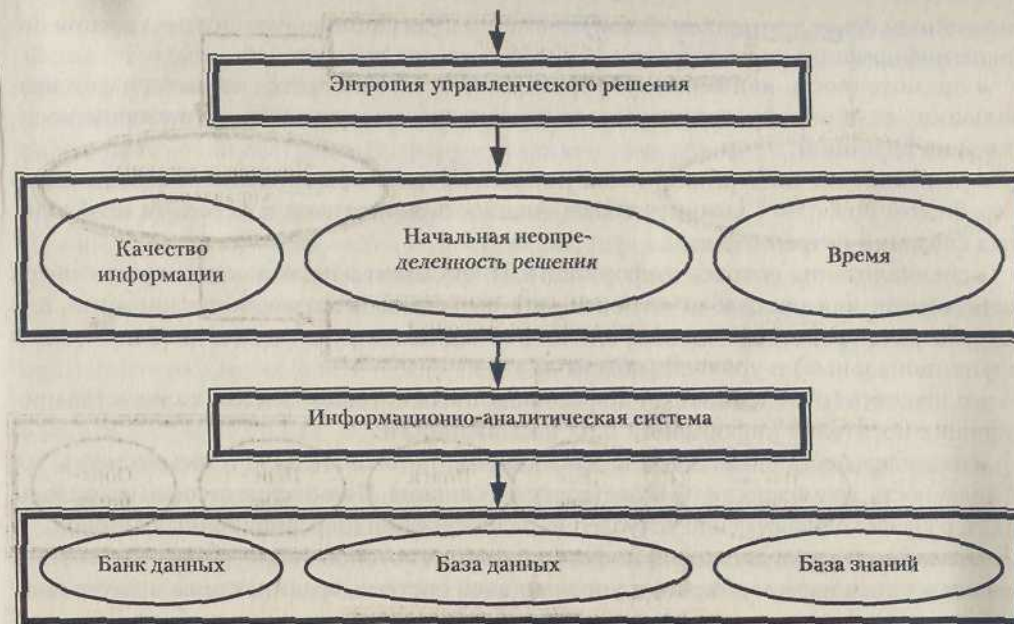 Энтропия управленческого решения
Качество
информации
Начальная неопре-
деленность решения
Время
Информационно-аналитическая система
Банк данных
База данных
База знаний